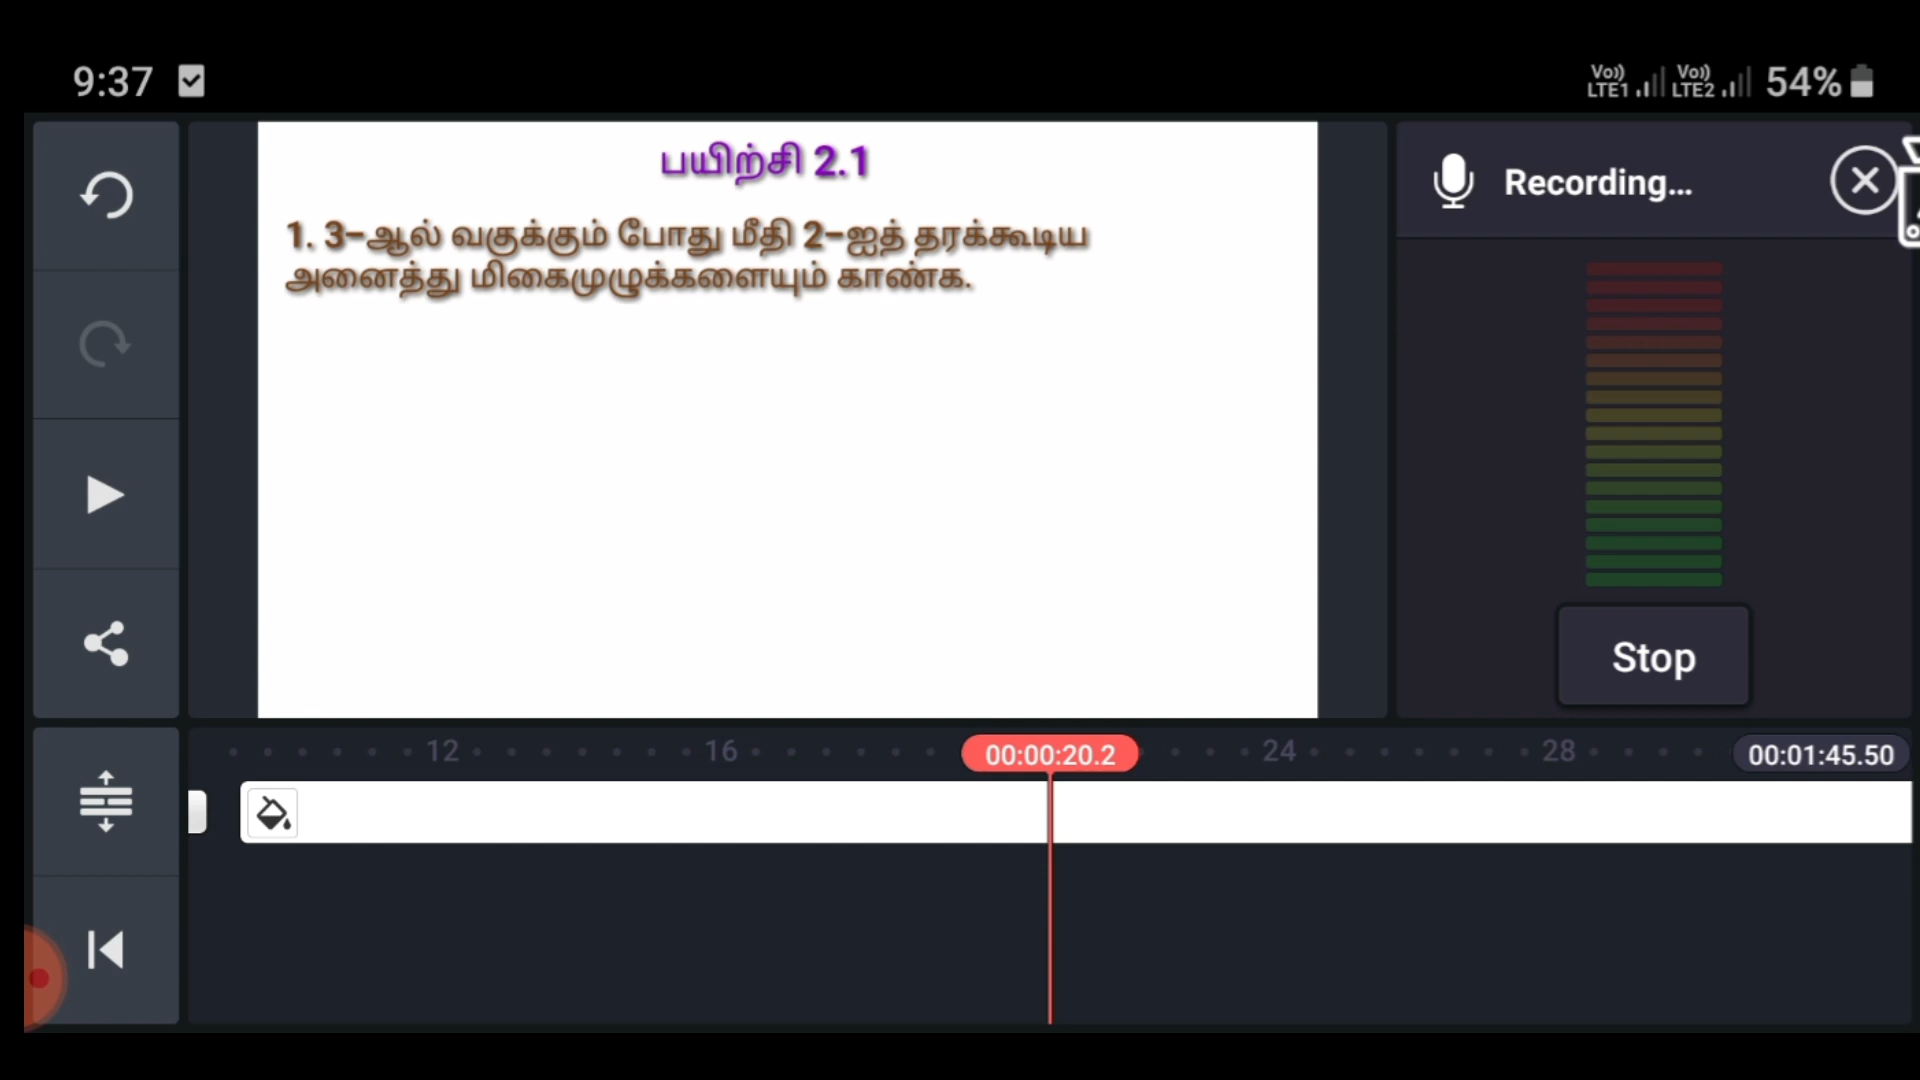 9:37
Vo)) LTE1 Vo)) LTE2 54%
பயிற்சி 2.1
Recording...
1. 3-ஆல் வகுக்கும் போது மீதி 2-ஐத் தரக்கூடிய
அனைத்து மிகைமுழுக்களையும் காண்க.
Stop
12 16 00:00:20.2 24 28 00:01:45.50